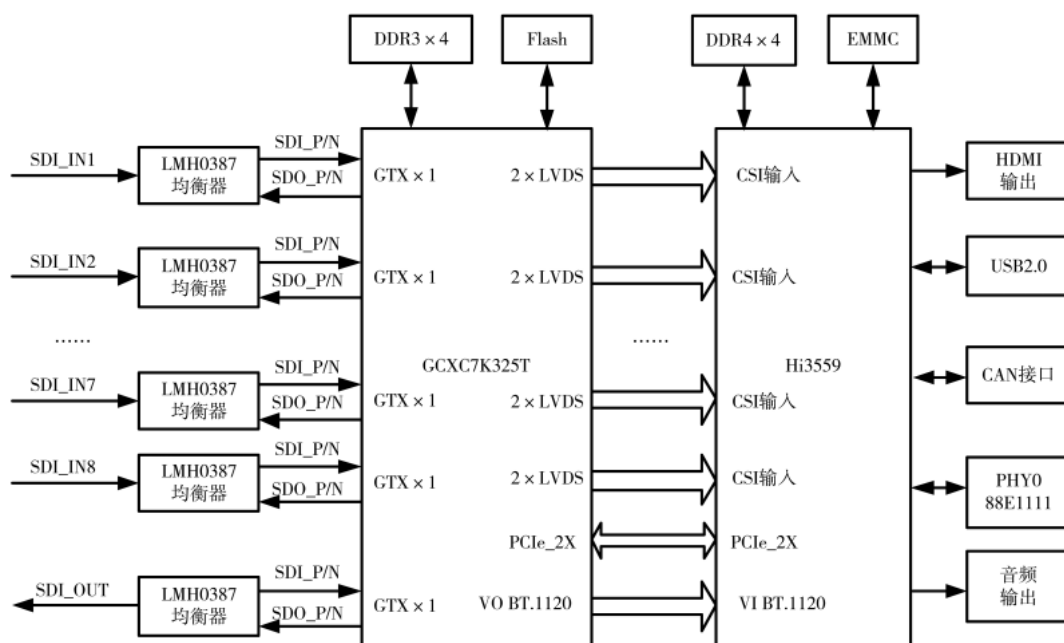 DDR3×4
Flash
DDR4×4
EMMC
SDI_IN1
LMH0387
均衡器
SDI_P/N
SDO_P/N
GTX×1
2×LVDS
CSI输入
HDMI
输出
SDI_IN2
LMH0387
均衡器
SDI_P/N
SDO_P/N
GTX×1
2×LVDS
CSI输入
USB2.0
……
GCXC7K325T
……
Hi3559
SDI_IN7
LMH0387
均衡器
SDI_P/N
SDO_P/N
GTX×1
2×LVDS
CSI输入
CAN接口
SDI_IN8
LMH0387
均衡器
SDI_P/N
SDO_P/N
GTX×1
2×LVDS
CSI输入
PHY0
88E1111
PCIe_2X
PCIe_2X
SDI_OUT
LMH0387
均衡器
SDI_P/N
SDO_P/N
GTX×1
VO BT.1120
VI BT.1120
音频
输出